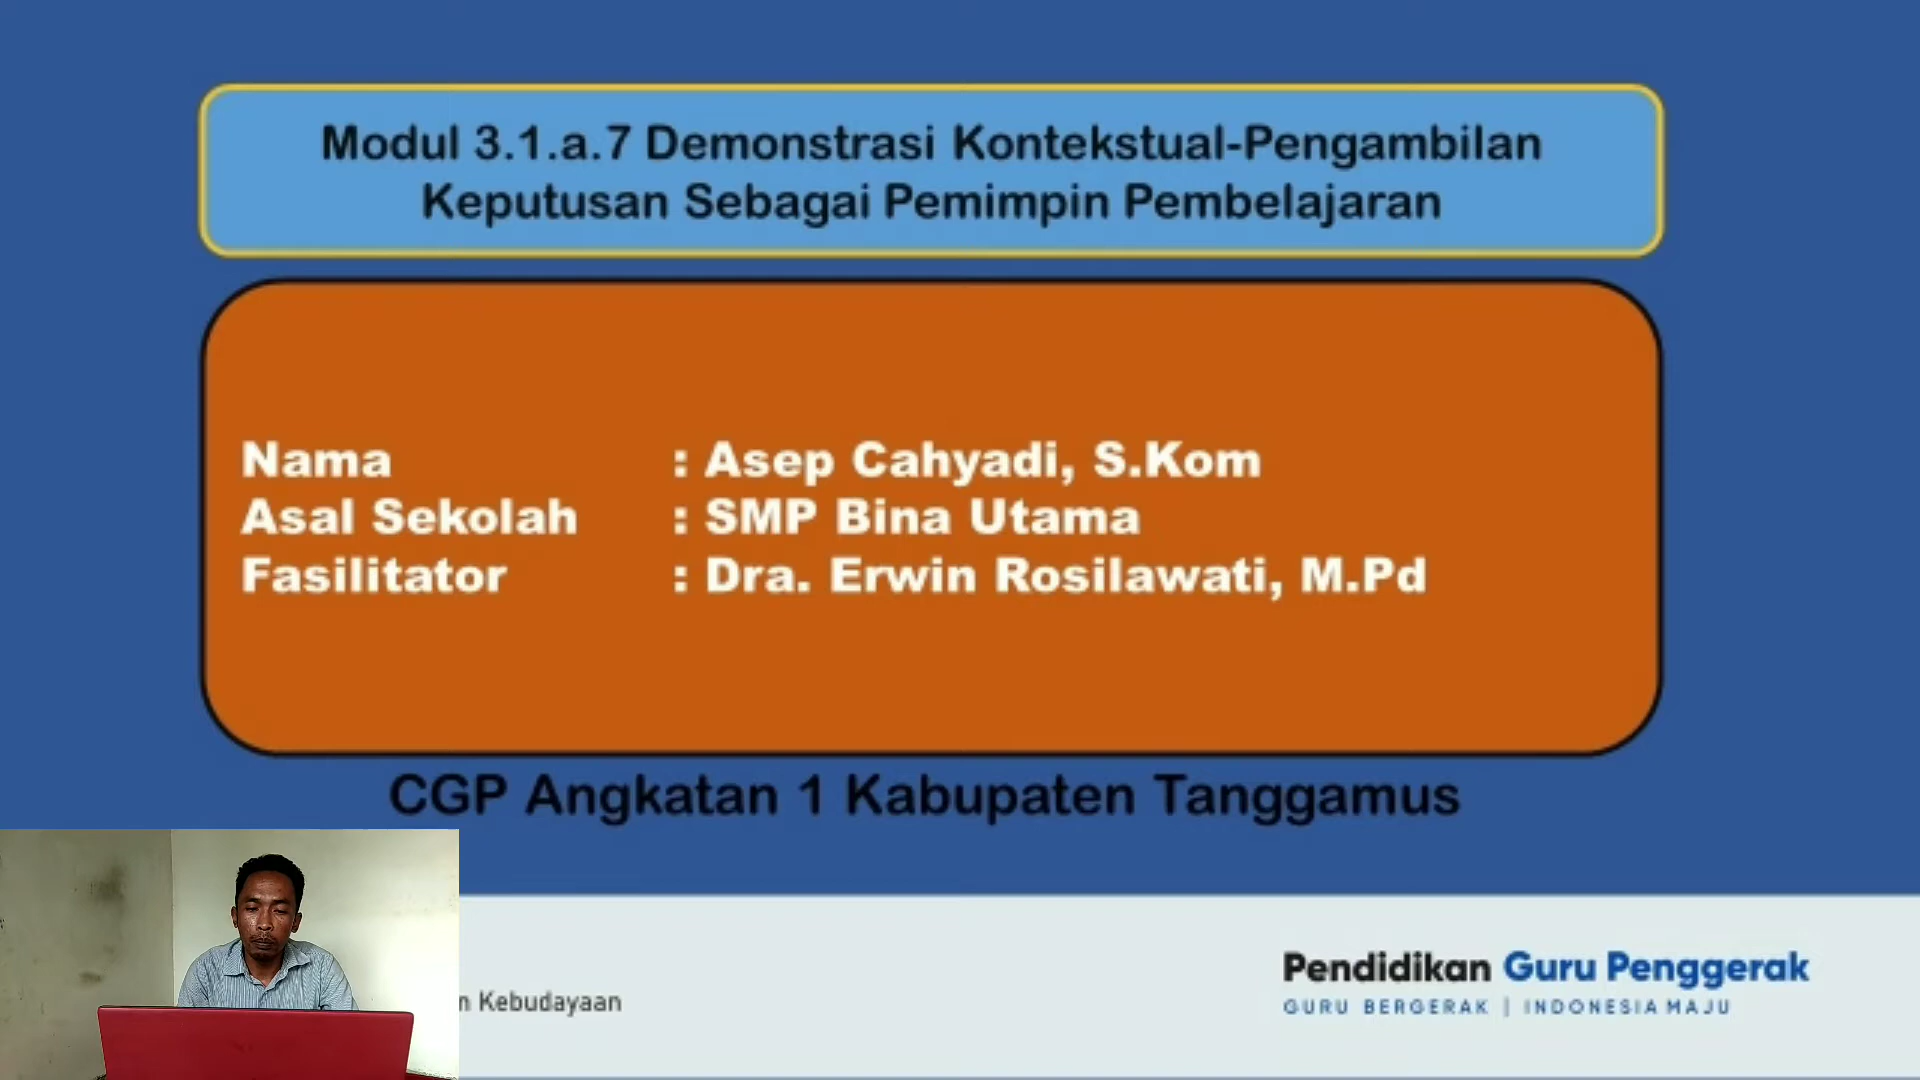 Modul 3.1.a.7 Demonstrasi Kontekstual-Pengambilan
Keputusan Sebagai Pemimpin Pembelajaran
Nama : Asep Cahyadi, S.Kom
Asal Sekolah : SMP Bina Utama
Fasilitator : Dra. Erwin Rosilawati, M.Pd
CGP Angkatan 1 Kabupaten Tanggamus
Kebudayaan
Pendidikan Guru Penggerak
GURU BERGERAK | INDONESIA MAJU